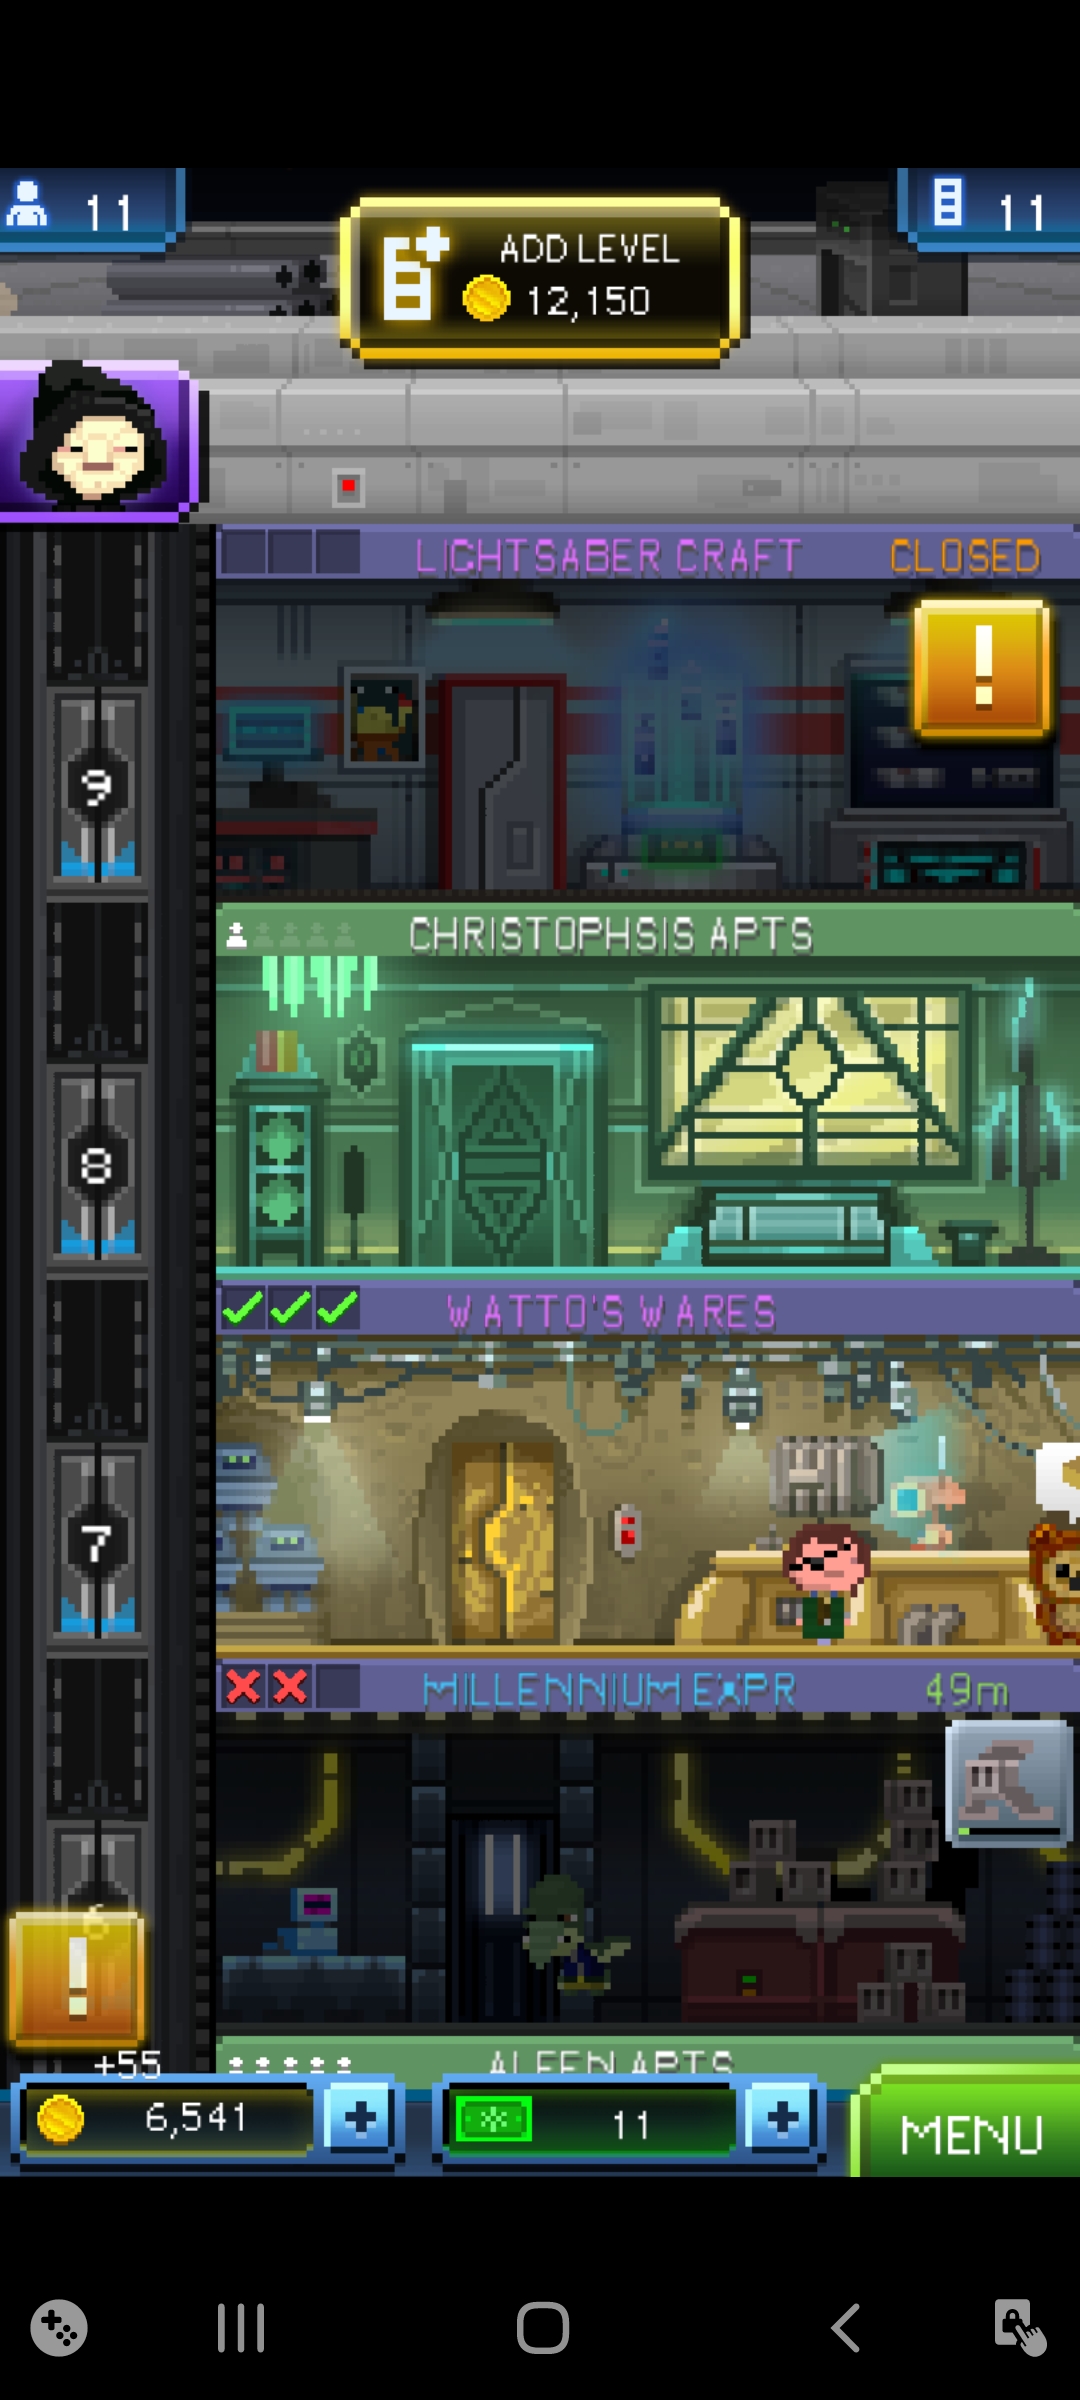 11
ADD LEVEL
12,150
11
LIGHTSABER CRAFT CLOSED
!
9
CHRISTOPHSIS APTS
8
WATTO'S WARES
7
MILLENNIUM EXPR 49m
6
!
+55
ALEEN APTS
6,541
11
MENU